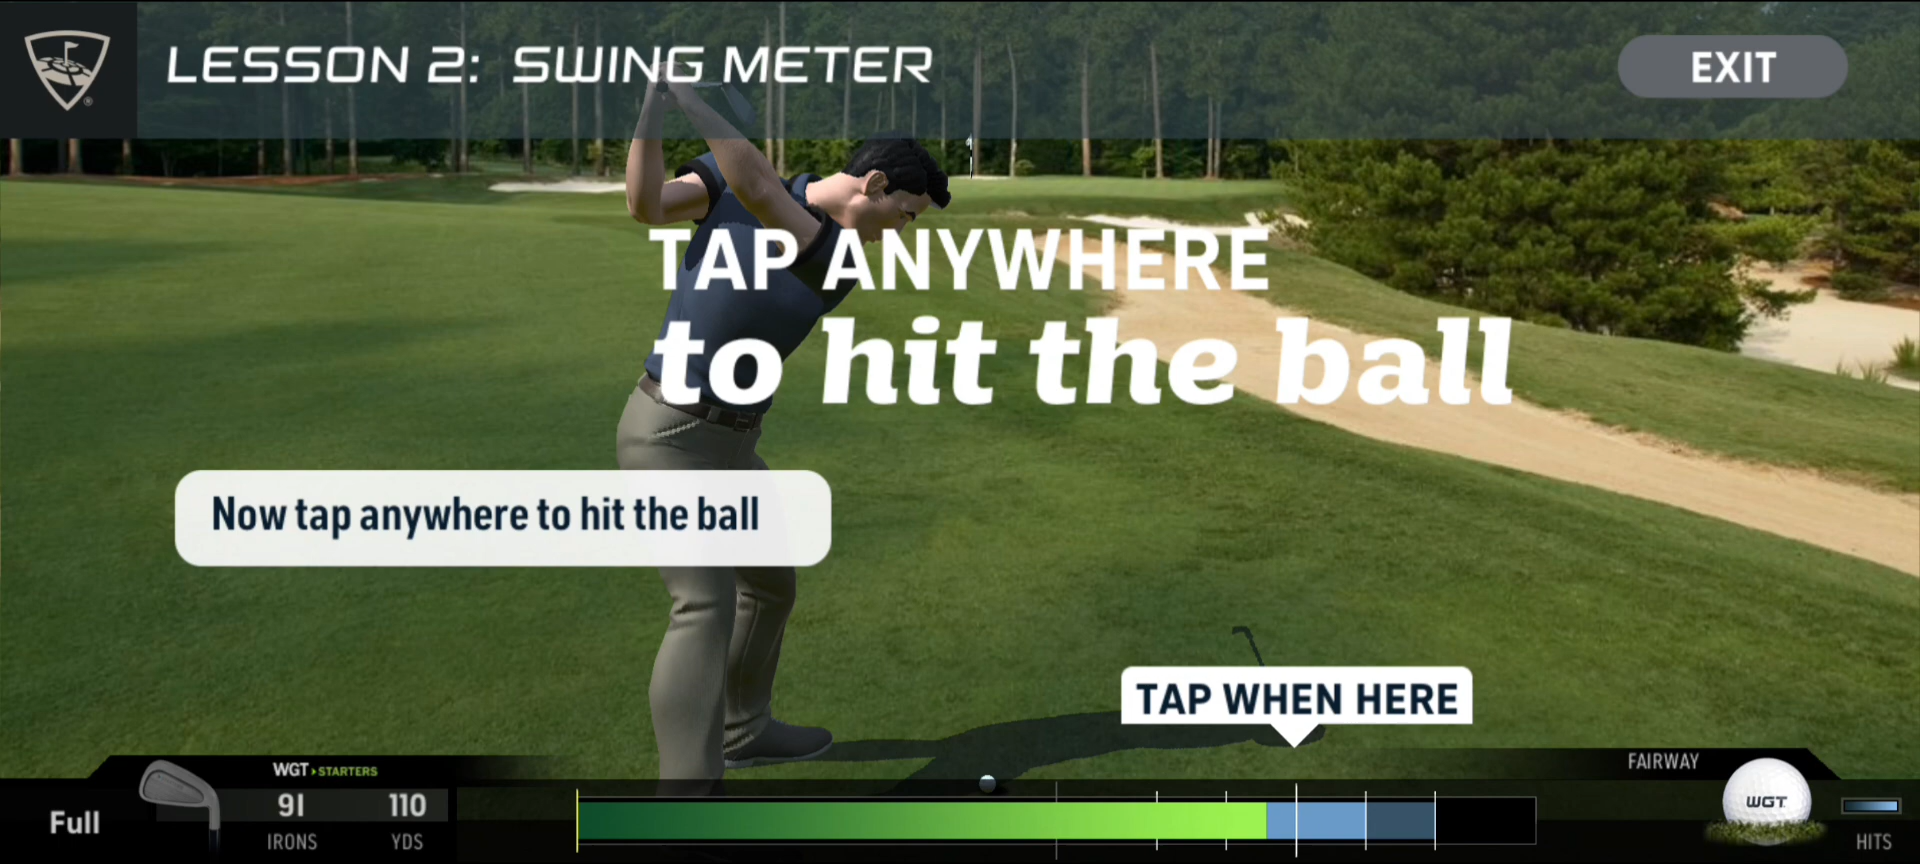 LESSON 2: SWING METER
EXIT
TAP ANYWHERE
to hit the ball
Now tap anywhere to hit the ball
TAP WHEN HERE
WGT STARTERS
FAIRWAY
Full
9I
110
IRONS
YDS
WGT
HITS